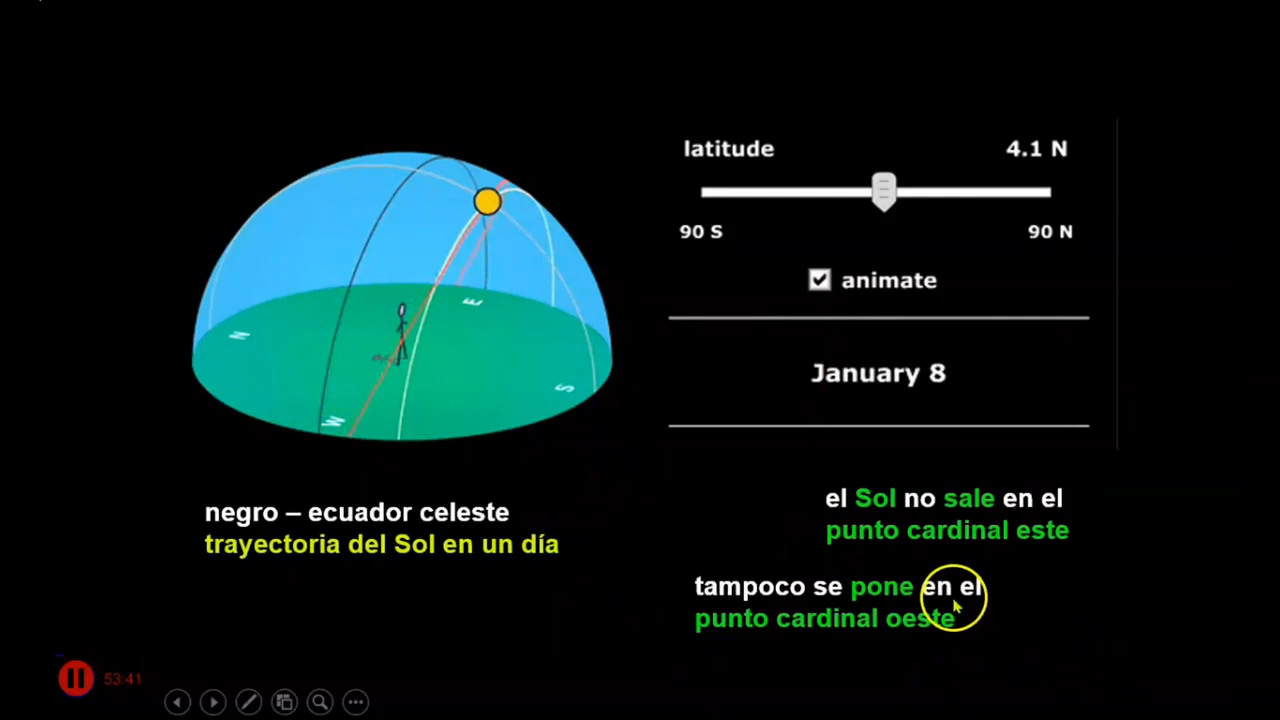 latitude 4.1 N
90 S 90 N
animate
January 8
N
E
S
W
negro – ecuador celeste
trayectoria del Sol en un día
el Sol no sale en el
punto cardinal este
tampoco se pone en el
punto cardinal oeste
53:41